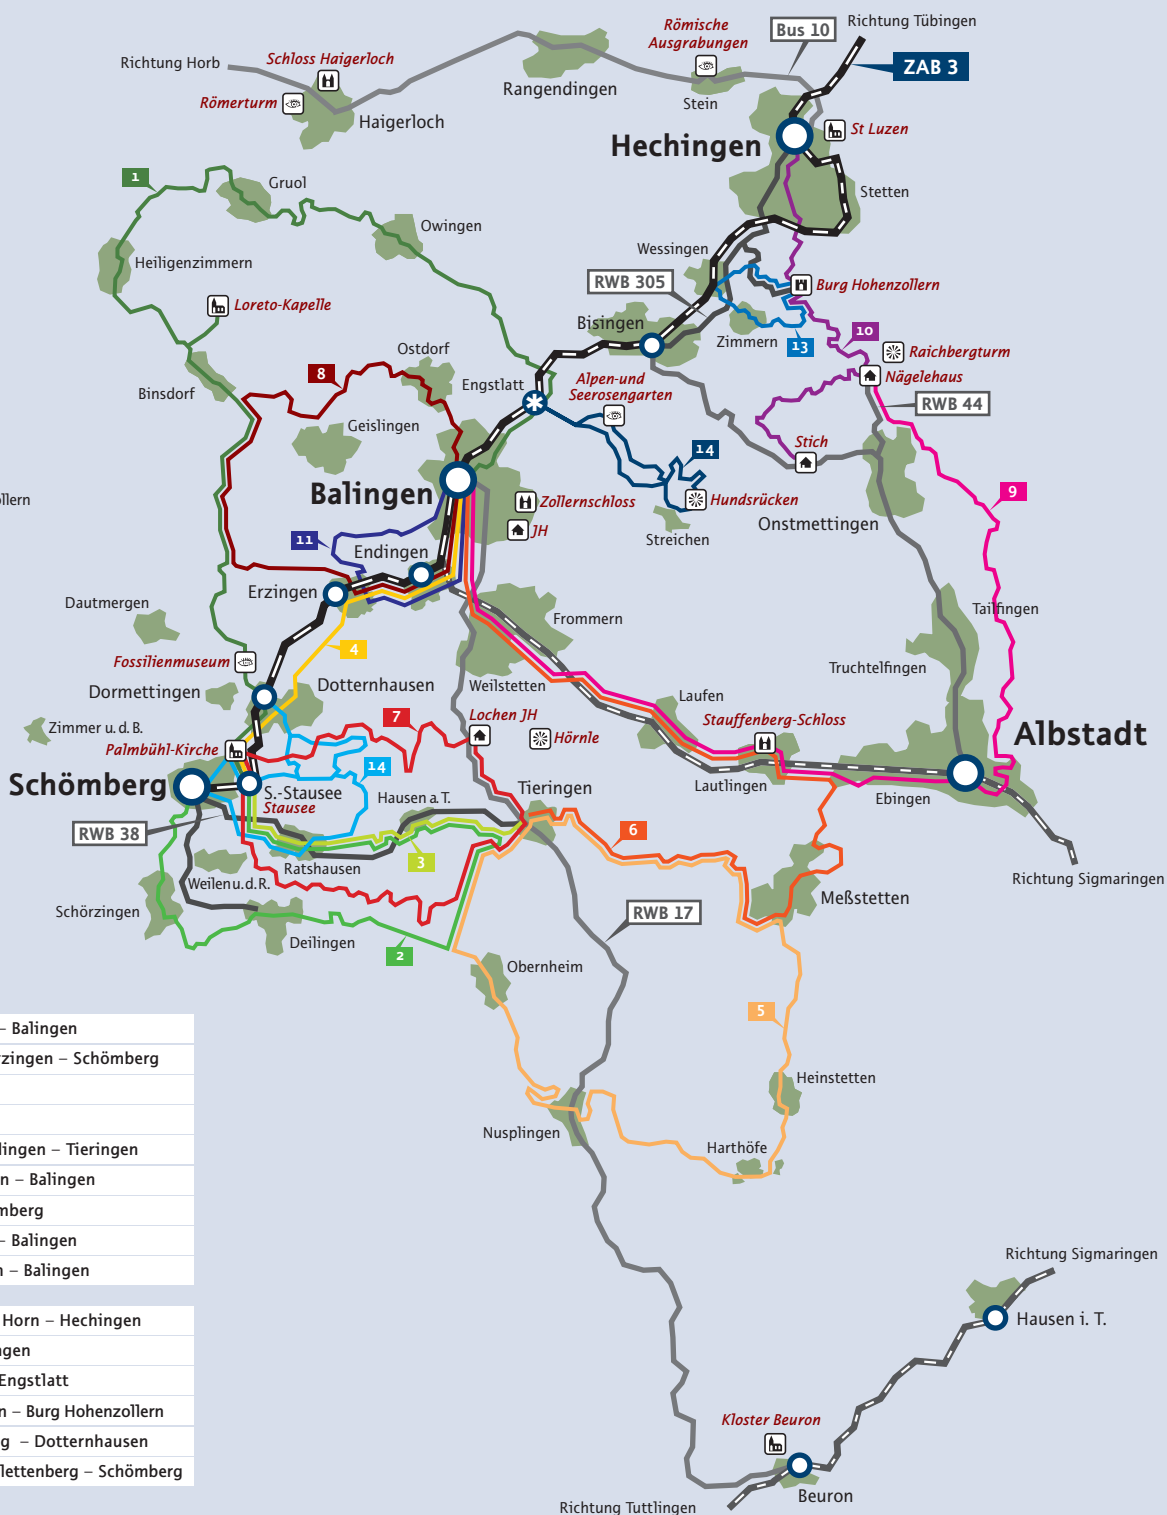 Richtung Tübingen
Bus 10
Römische
Ausgrabungen
Schloss Haigerloch
Richtung Horb
ZAB 3
Rangendingen
Stein
Römerturm
Haigerloch
Hechingen
St Luzen
1
Gruol
Stetten
Owingen
Wessingen
Heiligenzimmern
RWB 305
Burg Hohenzollern
Loreto-Kapelle
Bisingen
10
Zimmern
13
Ostdorf
Raichbergturm
8
Engstlatt
Alpen-und
Seerosengarten
Nägelehaus
Binsdorf
RWB 44
Geislingen
Stich
14
Balingen
9
ollern
Zollernschloss
Hundsrücken
Onstmettingen
JH
11
Endingen
Streichen
Erzingen
Dautmergen
Tailfingen
Frommern
4
Fossilienmuseum
Truchtelfingen
Dormettingen
Dotternhausen
Weilstetten
Laufen
7
Lochen JH
Stauffenberg-Schloss
Zimmer u. d. B.
Hörnle
Albstadt
Palmbühl-Kirche
14
Schömberg
S.-Stausee
Stausee
Hausen a. T.
Tieringen
Lautlingen
Ebingen
RWB 38
6
3
Ratshausen
Richtung Sigmaringen
Weilen u. d. R.
Meßstetten
Schörzingen
RWB 17
Deilingen
2
Obernheim
5
– Balingen
rzingen – Schömberg
Heinstetten
Nusplingen
lingen – Tieringen
Harthöfe
n – Balingen
mberg
– Balingen
n – Balingen
Richtung Sigmaringen
Horn – Hechingen
Hausen i. T.
ngen
Engstlatt
n – Burg Hohenzollern
Kloster Beuron
g – Dotternhausen
lettenberg – Schömberg
Beuron
Richtung Tuttlingen